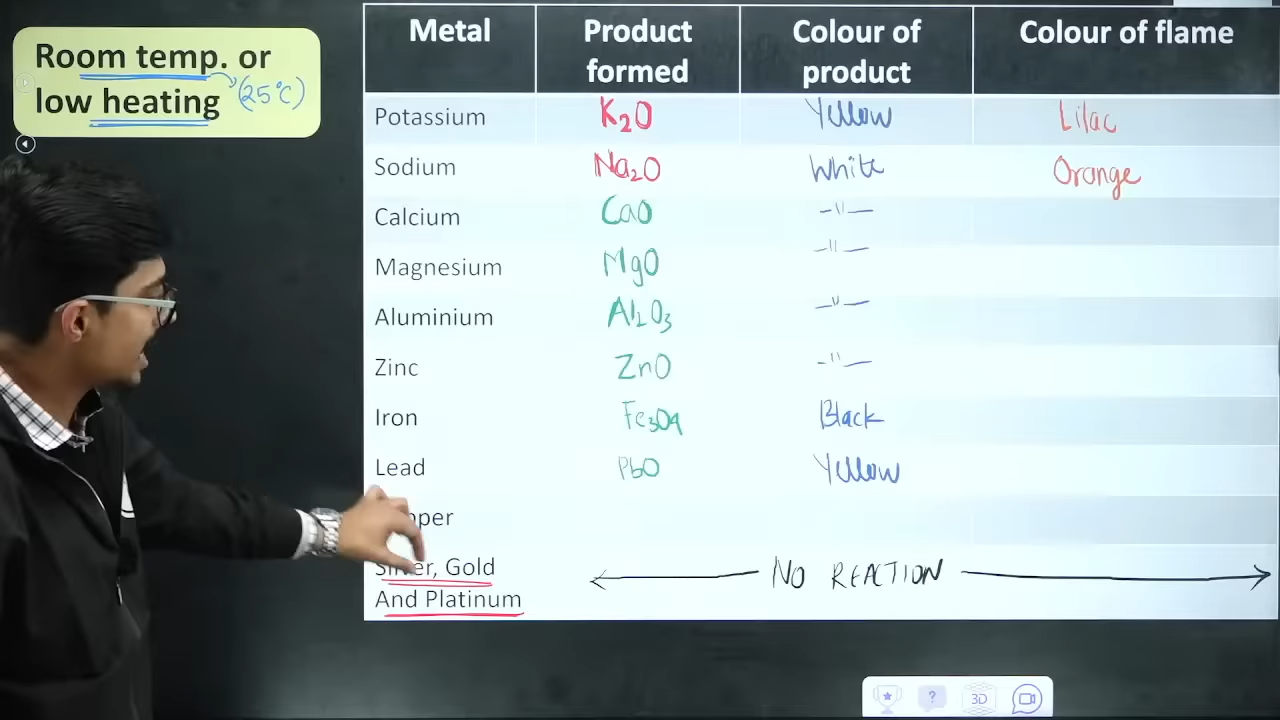 Room temp. or
low heating (25°C)
Metal Product formed Colour of product Colour of flame
Potassium K₂O Yellow Lilac
Sodium Na₂O White Orange
Calcium CaO —"—
Magnesium MgO —"—
Aluminium Al₂O₃ —"—
Zinc ZnO —"—
Iron Fe₃O₄ Black
Lead PbO Yellow
Silver, Gold NO REACTION
And Platinum
?
3D